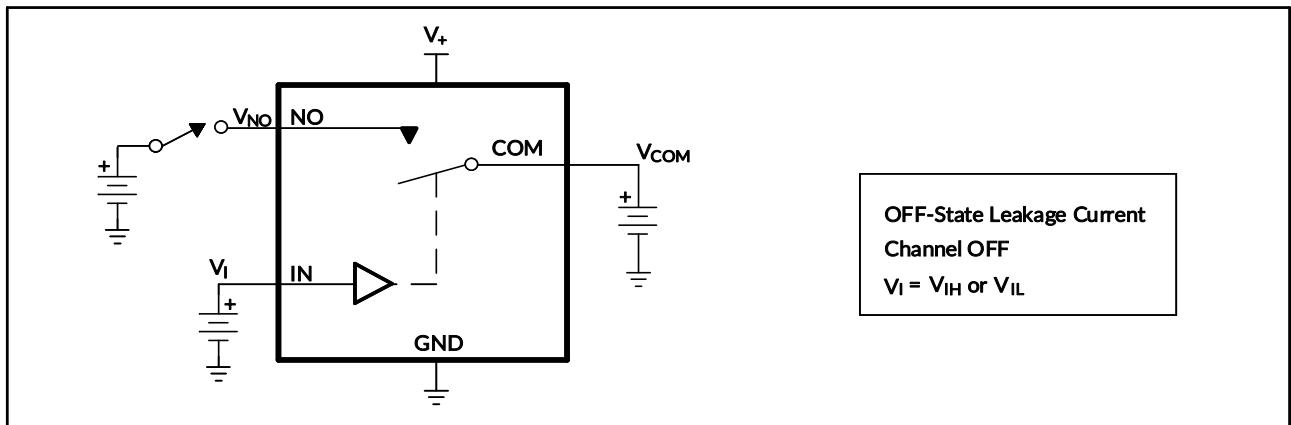 V+
VNO NO
COM
VCOM
VI IN
GND
OFF-State Leakage Current
Channel OFF
VI = VIH or VIL
+
+
+